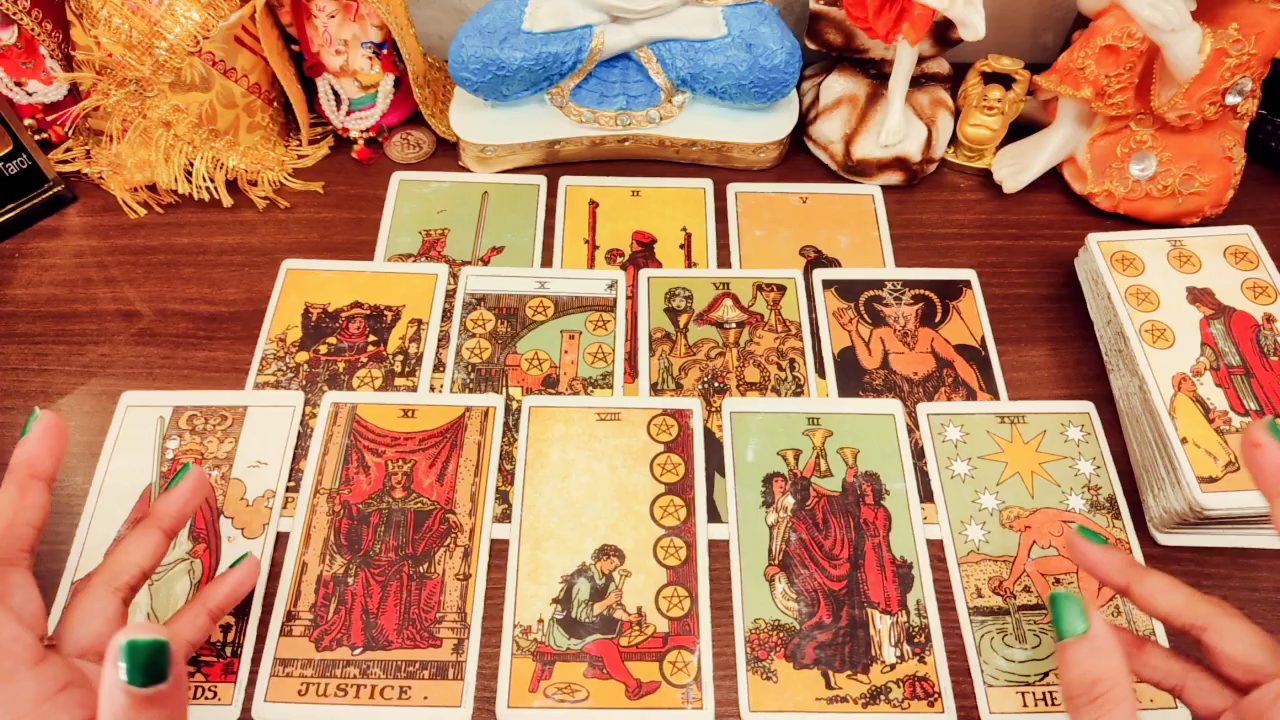 Tarot
II
V
X
VII
XV
VI
XI
VIII
III
XVII
DS.
JUSTICE.
THE